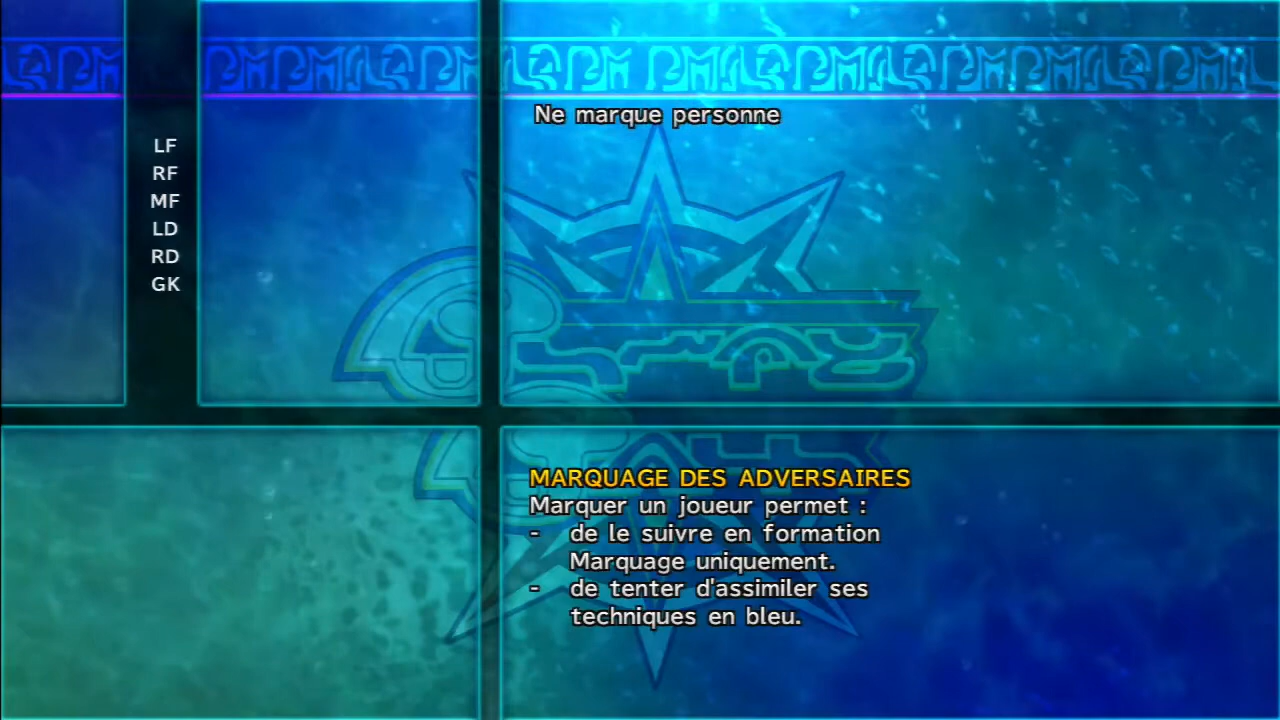 Ne marque personne
LF
RF
MF
LD
RD
GK
MARQUAGE DES ADVERSAIRES
Marquer un joueur permet :
- de le suivre en formation
Marquage uniquement.
- de tenter d'assimiler ses
techniques en bleu.